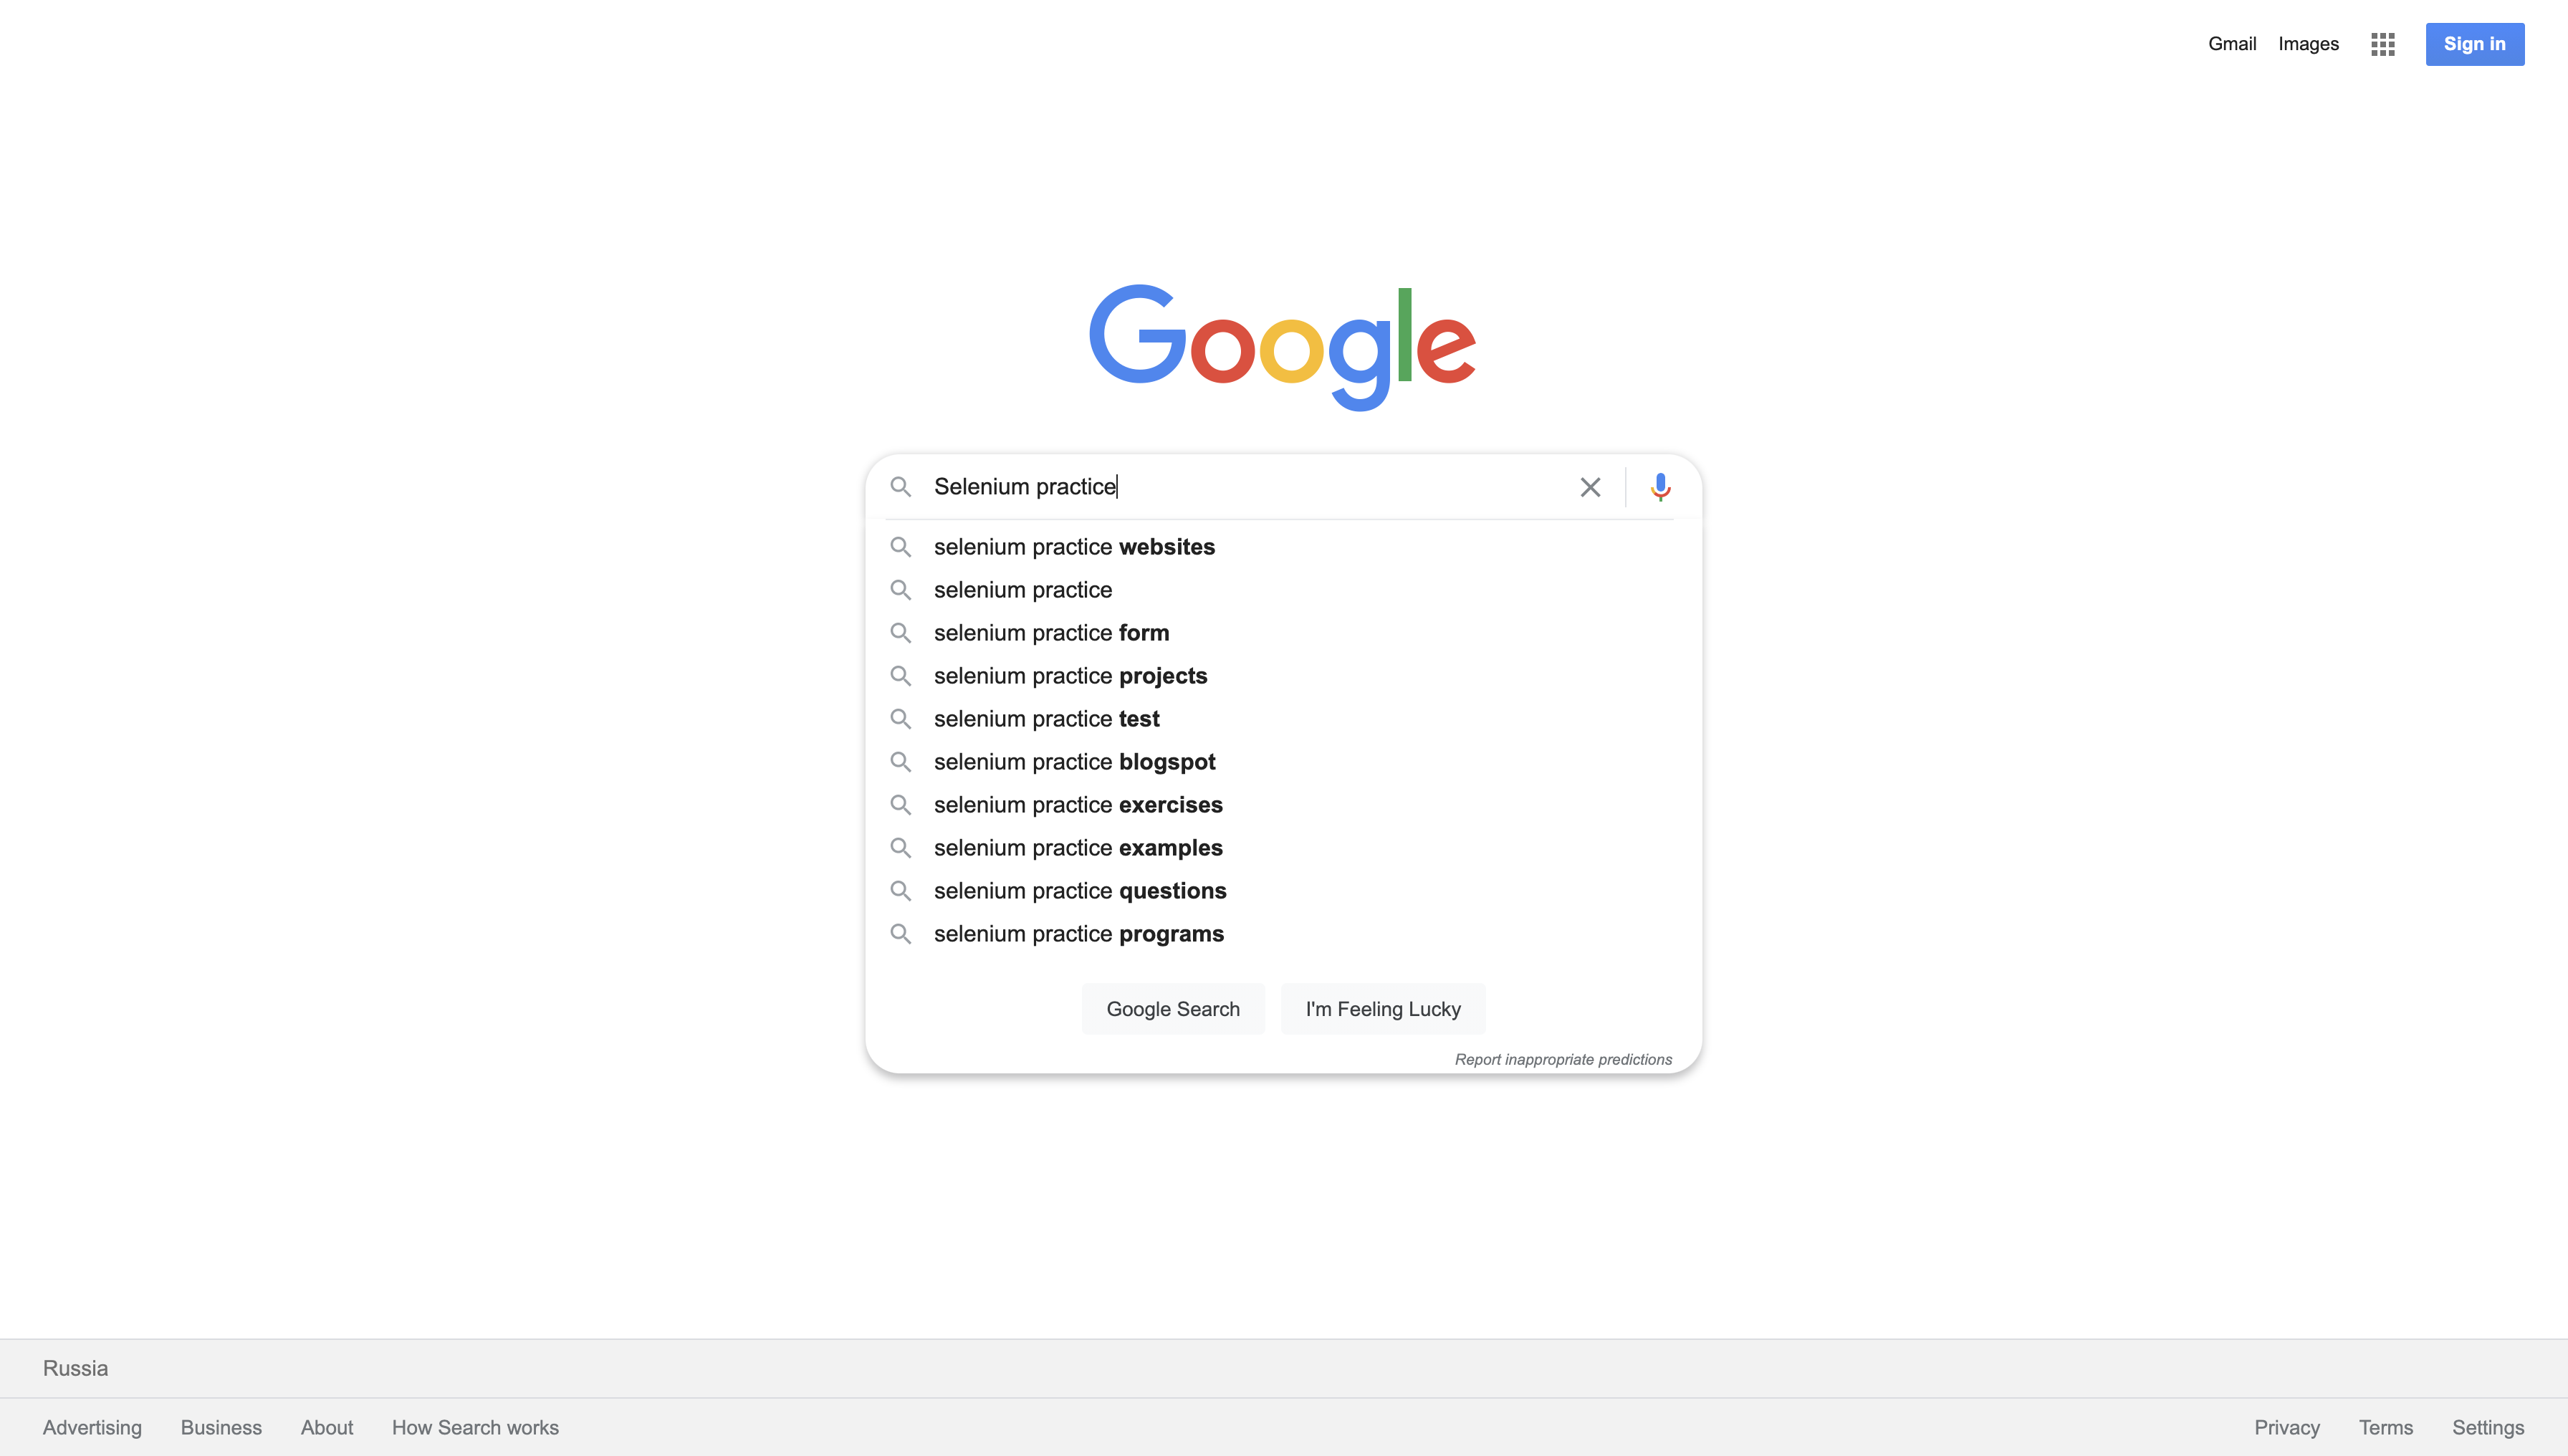 Gmail Images Sign in
Google
Selenium practice
selenium practice websites
selenium practice
selenium practice form
selenium practice projects
selenium practice test
selenium practice blogspot
selenium practice exercises
selenium practice examples
selenium practice questions
selenium practice programs
Google Search I'm Feeling Lucky
Report inappropriate predictions
Russia
Advertising Business About How Search works Privacy Terms Settings